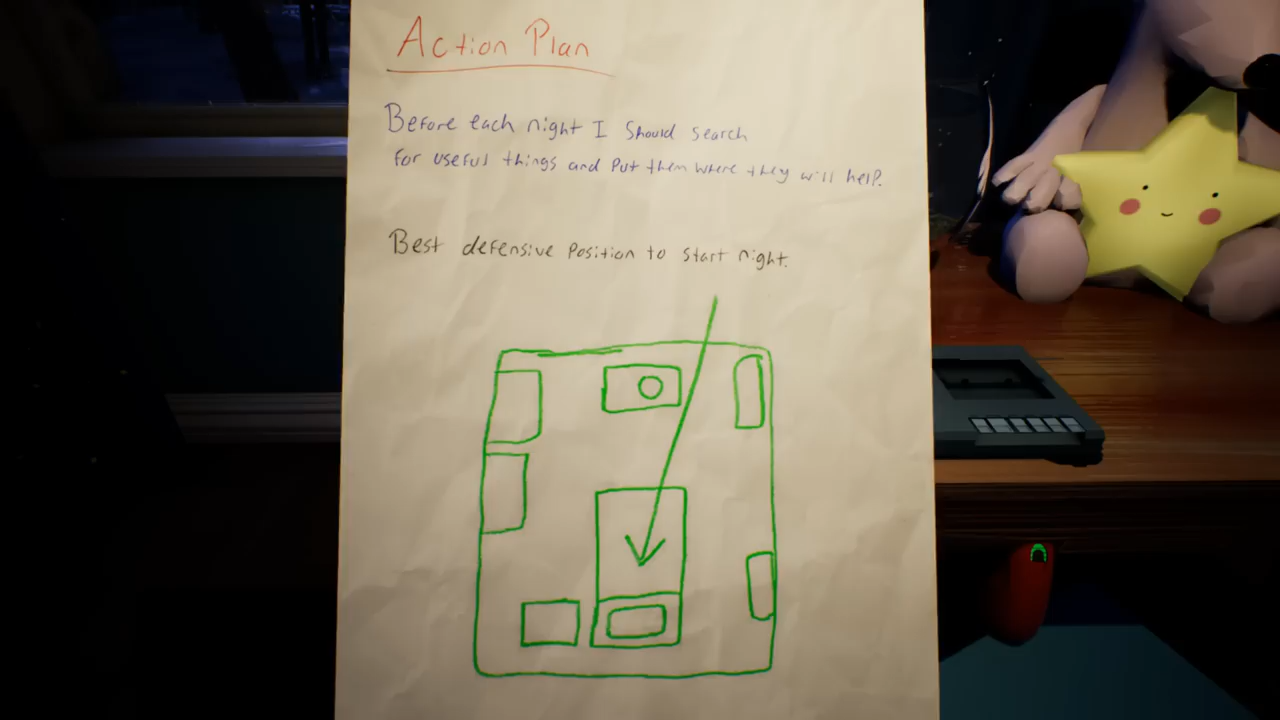 Action Plan
Before each night I should search
for useful things and put them where they will help.
Best defensive position to start night.